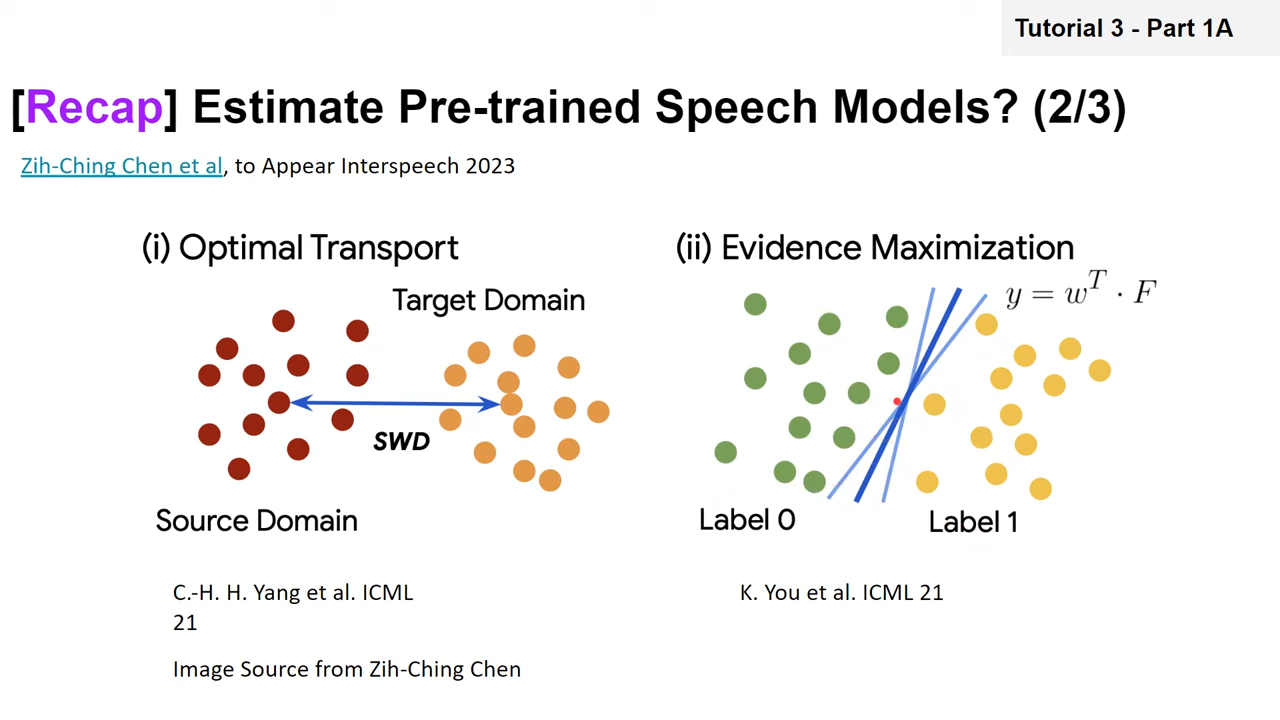 Tutorial 3 - Part 1A
[Recap] Estimate Pre-trained Speech Models? (2/3)
Zih-Ching Chen et al, to Appear Interspeech 2023
(i) Optimal Transport
Target Domain
SWD
Source Domain
C.-H. H. Yang et al. ICML
21
Image Source from Zih-Ching Chen
(ii) Evidence Maximization
y = w^T · F
Label 0
Label 1
K. You et al. ICML 21